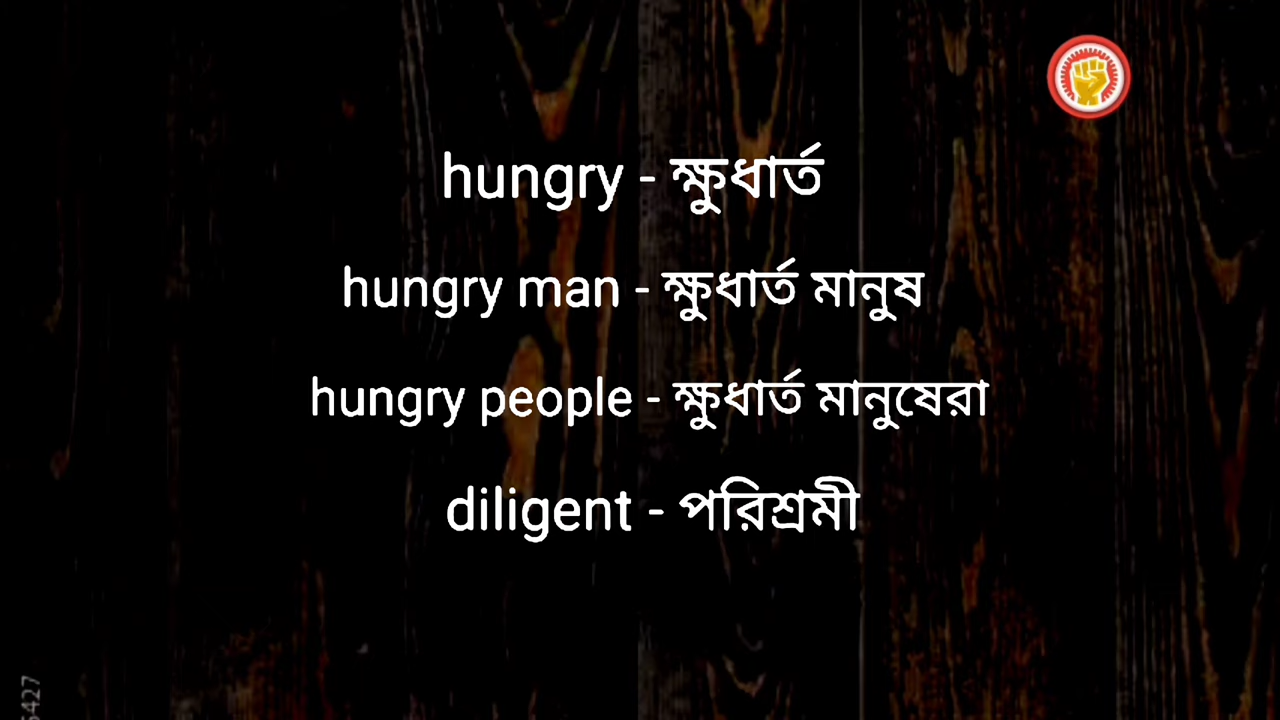 hungry - ক্ষুধার্ত
hungry man - ক্ষুধার্ত মানুষ
hungry people - ক্ষুধার্ত মানুষেরা
diligent - পরিশ্রমী